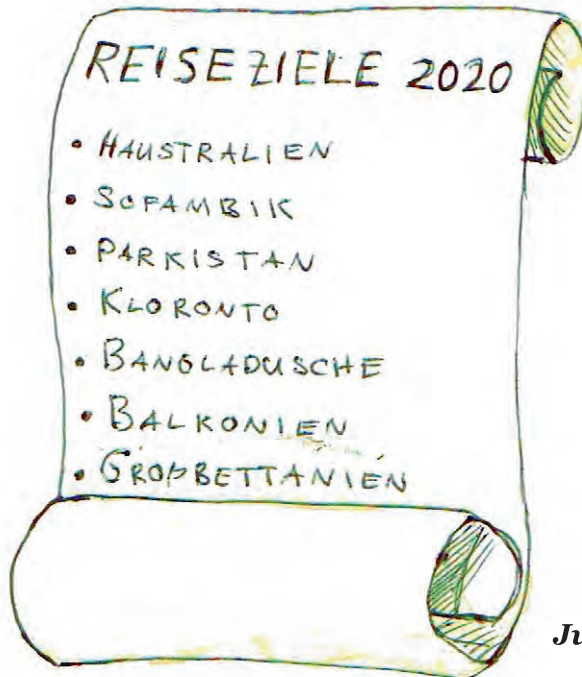 REISEZIELE 2020
• HAUSTRALIEN
• SOFAMBIK
• PARKISTAN
• KLORONTO
• BANGLADUSCHE
• BALKONIEN
• GROßBETTANIEN